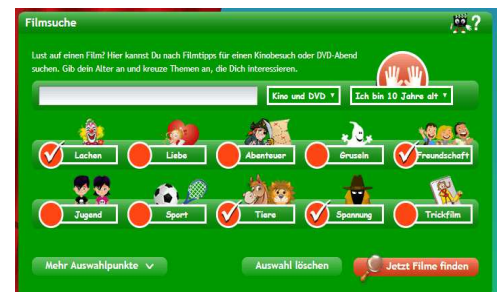 Filmsuche
?
Lust auf einen Film? Hier kannst Du nach Filmtipps für einen Kinobesuch oder DVD-Abend
suchen. Gib dein Alter an und kreuze Themen an, die Dich interessieren.
Kino und DVD
Ich bin 10 Jahre alt
Lachen
Liebe
Abenteuer
Gruseln
Freundschaft
Jugend
Sport
Tiere
Spannung
Trickfilm
Mehr Auswahlpunkte
Auswahl löschen
Jetzt Filme finden